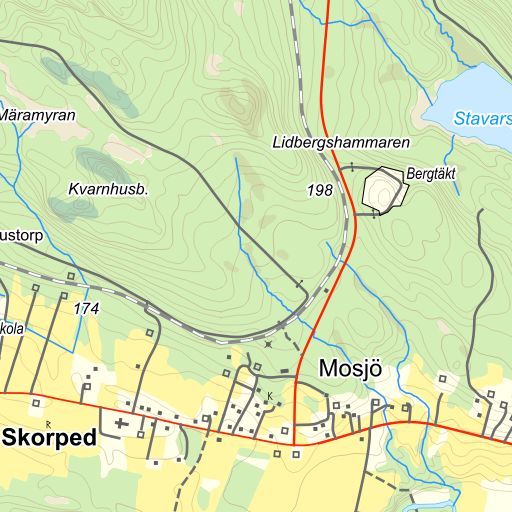 Stavars
Märamyran
Lidbergshammaren
Bergtäkt
Kvarnhusb.
198
ustorp
174
kola
Mosjö
K
R
Skorped